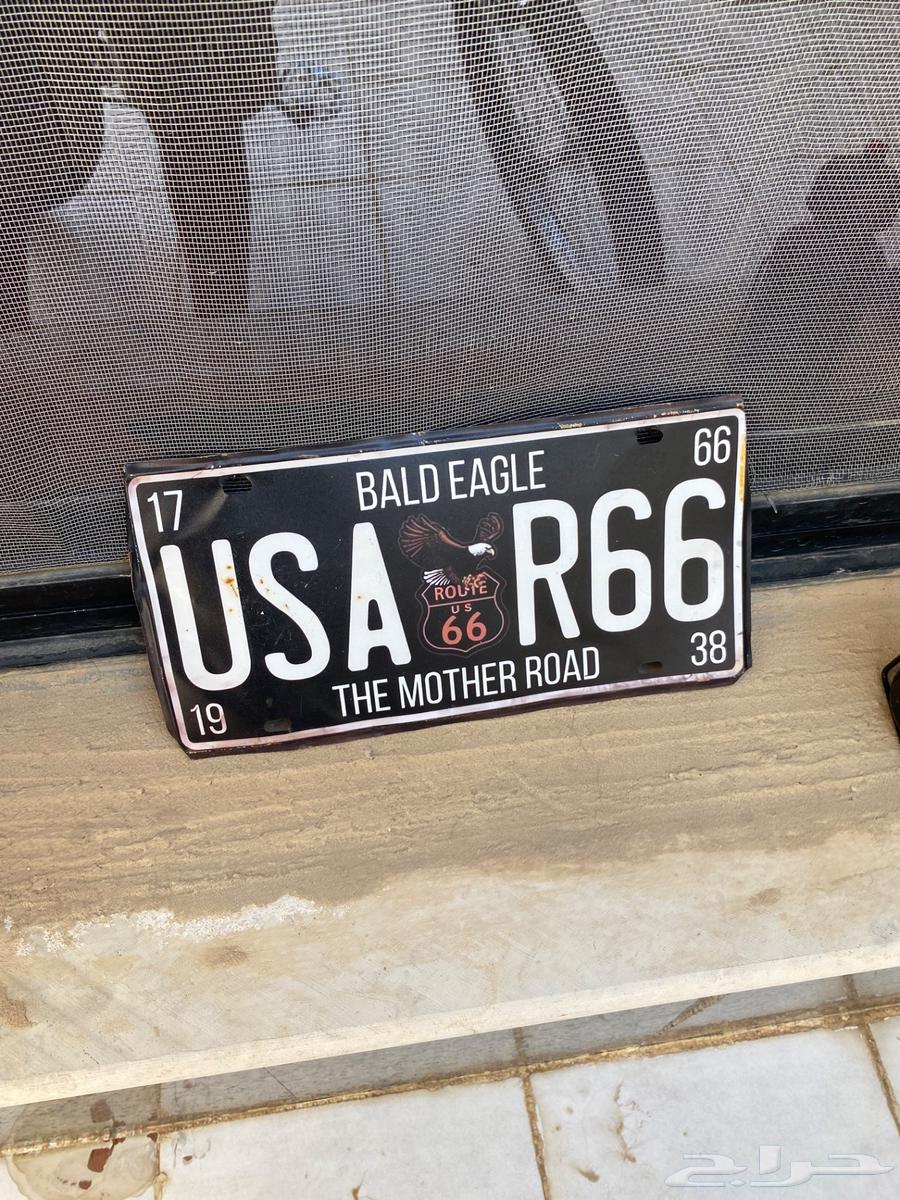 17 BALD EAGLE 66
USA R66
ROUTE
US
66
19 THE MOTHER ROAD 38
حراج